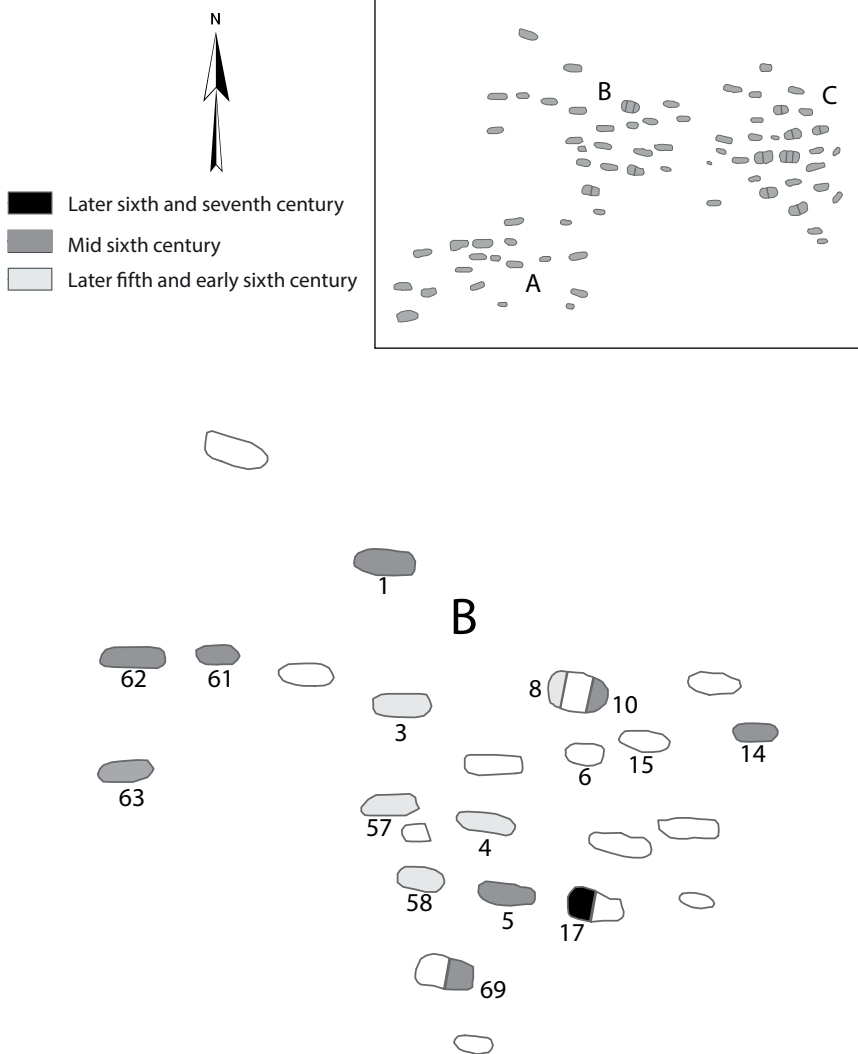 N
Later sixth and seventh century
Mid sixth century
Later fifth and early sixth century
B
C
A
1
B
62
61
3
8
10
14
63
6
15
57
4
58
5
17
69